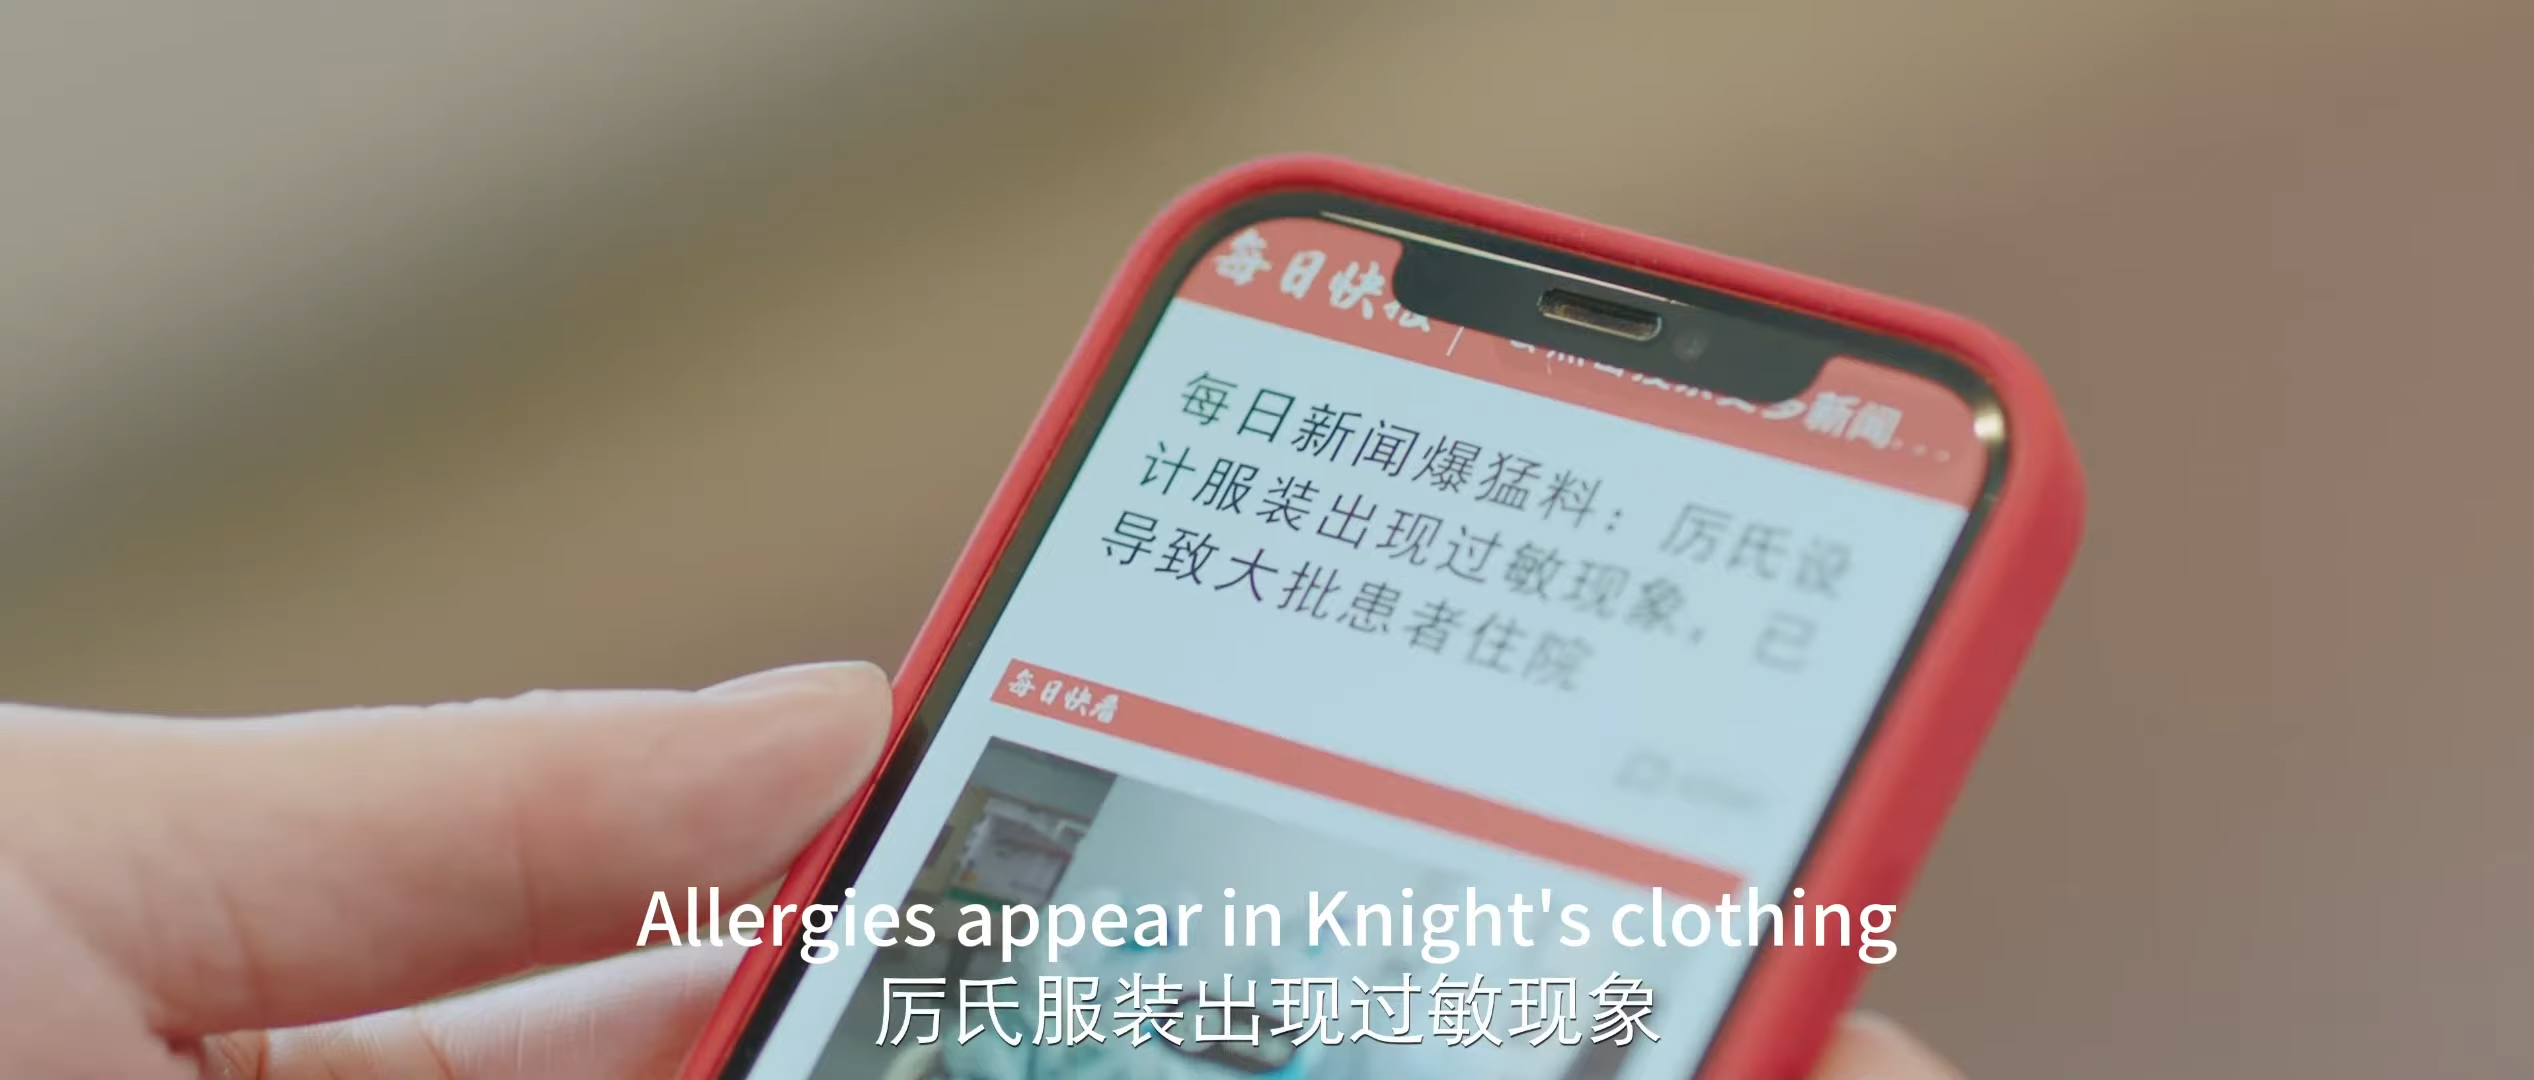 每日快报
新闻...
每日新闻爆猛料：厉氏设
计服装出现过敏现象，已
导致大批患者住院
每日快看
Allergies appear in Knight's clothing
厉氏服装出现过敏现象